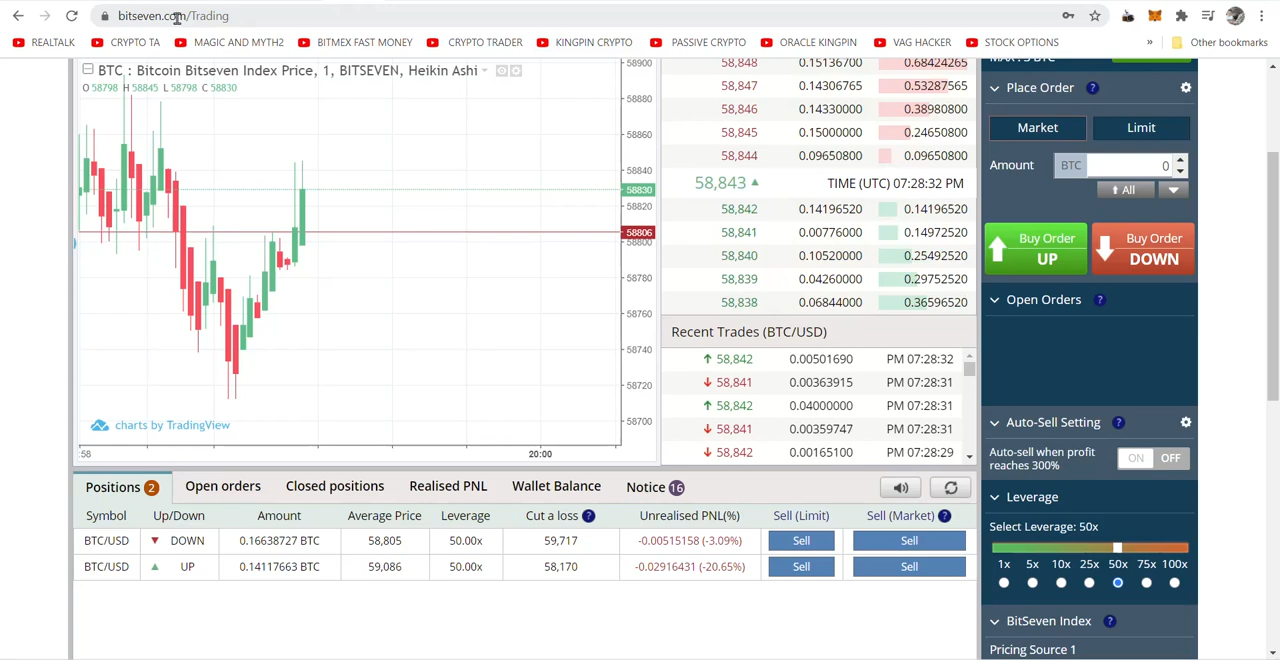 bitseven.com/Trading
REALTALK CRYPTO TA MAGIC AND MYTH2 BITMEX FAST MONEY CRYPTO TRADER KINGPIN CRYPTO PASSIVE CRYPTO ORACLE KINGPIN VAG HACKER STOCK OPTIONS » Other bookmarks
BTC : Bitcoin Bitseven Index Price, 1, BITSEVEN, Heikin Ashi
O 58798 H 58845 L 58798 C 58830
58900
58880
58860
58840
58830
58820
58806
58800
58780
58760
58740
58720
58700
charts by TradingView
:58 20:00
58,848 0.15136700 0.68424265
58,847 0.14306765 0.53287565
58,846 0.14330000 0.38980800
58,845 0.15000000 0.24650800
58,844 0.09650800 0.09650800
58,843 TIME (UTC) 07:28:32 PM
58,842 0.14196520 0.14196520
58,841 0.00776000 0.14972520
58,840 0.10520000 0.25492520
58,839 0.04260000 0.29752520
58,838 0.06844000 0.36596520
Recent Trades (BTC/USD)
58,842 0.00501690 PM 07:28:32
58,841 0.00363915 PM 07:28:31
58,842 0.04000000 PM 07:28:31
58,841 0.00359747 PM 07:28:31
58,842 0.00165100 PM 07:28:29
Place Order ?
Market Limit
Amount BTC 0
All
Buy Order UP
Buy Order DOWN
Open Orders ?
Auto-Sell Setting ?
Auto-sell when profit
reaches 300% ON OFF
Leverage
Select Leverage: 50x
1x 5x 10x 25x 50x 75x 100x
BitSeven Index ?
Pricing Source 1
Positions 2 Open orders Closed positions Realised PNL Wallet Balance Notice 16
Symbol Up/Down Amount Average Price Leverage Cut a loss ? Unrealised PNL(%) Sell (Limit) Sell (Market) ?
BTC/USD DOWN 0.16638727 BTC 58,805 50.00x 59,717 -0.00515158 (-3.09%) Sell Sell
BTC/USD UP 0.14117663 BTC 59,086 50.00x 58,170 -0.02916431 (-20.65%) Sell Sell